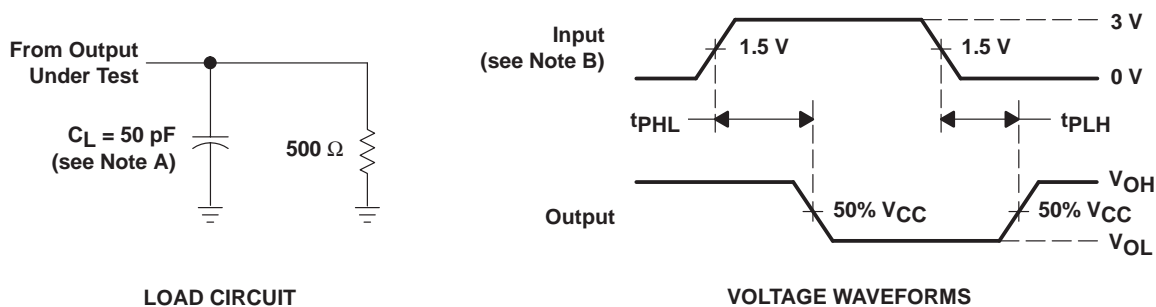 From Output
Under Test
CL = 50 pF
(see Note A)
500 Ω
LOAD CIRCUIT
Input
(see Note B)
1.5 V
1.5 V
3 V
0 V
tPHL
tPLH
Output
50% VCC
50% VCC
VOH
VOL
VOLTAGE WAVEFORMS